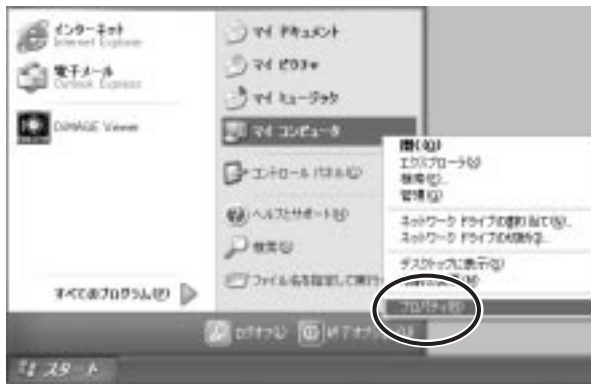 インターネット
Internet Explorer
電子メール
Outlook Express
DiMAGE Viewer
すべてのプログラム(P)
マイ ドキュメント
マイ ピクチャ
マイ ミュージック
マイ コンピュータ
コントロール パネル(C)
ヘルプとサポート(H)
検索(S)
ファイル名を指定して実行
開く(O)
エクスプローラ(X)
検索(E)...
管理(G)
ネットワーク ドライブの割り当て(N)...
ネットワーク ドライブの切断(I)...
デスクトップに表示(D)
プロパティ(R)
ログオフ(L)
終了オプ
スタート